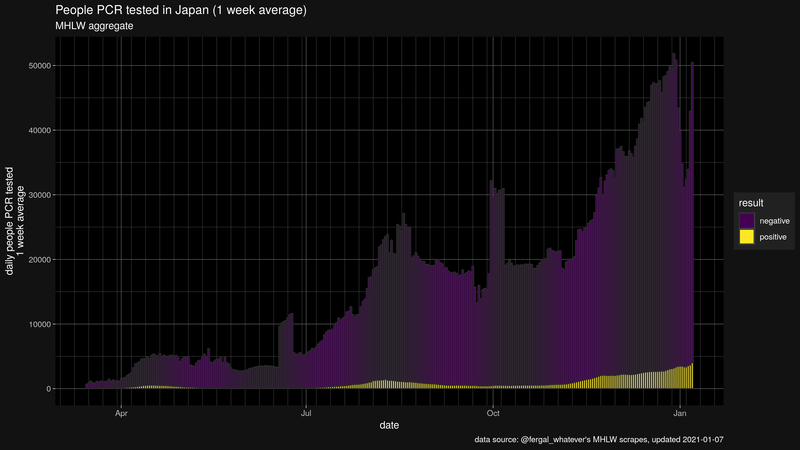 People PCR tested in Japan (1 week average)
MHLW aggregate
daily people PCR tested
1 week average
50000
40000
30000
20000
10000
0
Apr
Jul
Oct
Jan
date
result
negative
positive
data source: @fergal_whatever's MHLW scrapes, updated 2021-01-07